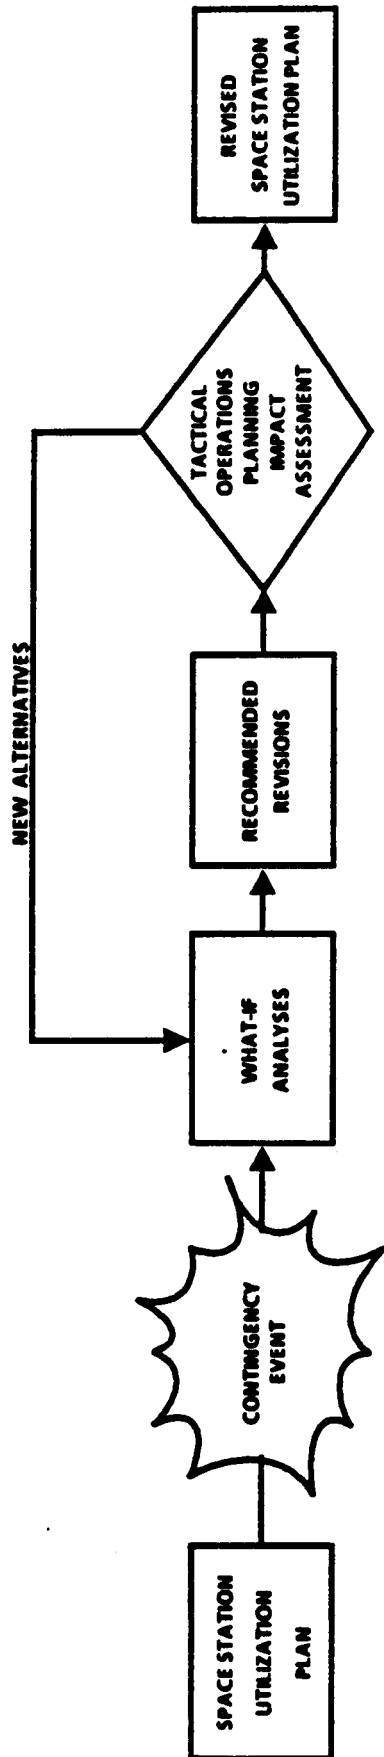 NEW ALTERNATIVES
SPACE STATION
UTILIZATION
PLAN
CONTINGENCY
EVENT
WHAT-IF
ANALYSES
RECOMMENDED
REVISIONS
TACTICAL
OPERATIONS
PLANNING
IMPACT
ASSESSMENT
REVISED
SPACE STATION
UTILIZATION PLAN